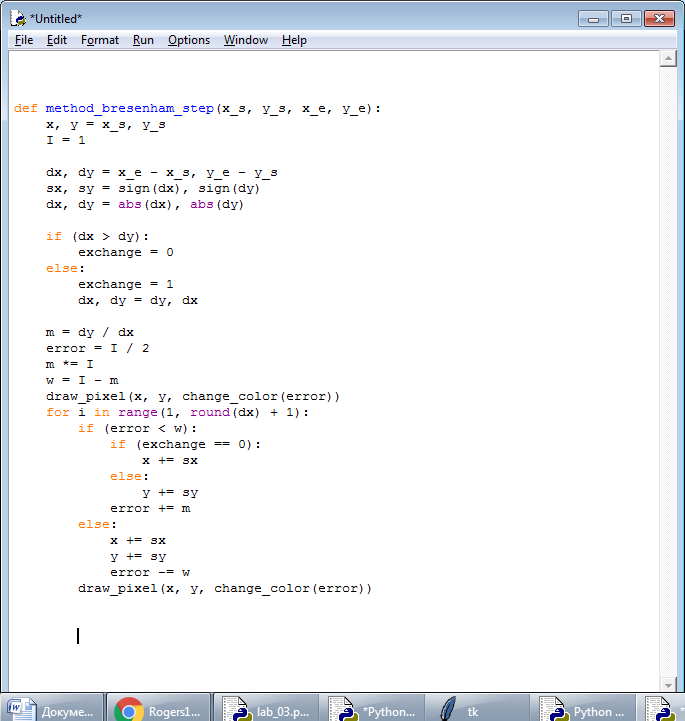 *Untitled*
File Edit Format Run Options Window Help
def method_bresenham_step(x_s, y_s, x_e, y_e):
    x, y = x_s, y_s
    I = 1
    dx, dy = x_e - x_s, y_e - y_s
    sx, sy = sign(dx), sign(dy)
    dx, dy = abs(dx), abs(dy)
    if (dx > dy):
        exchange = 0
    else:
        exchange = 1
        dx, dy = dy, dx
    m = dy / dx
    error = I / 2
    m *= I
    w = I - m
    draw_pixel(x, y, change_color(error))
    for i in range(1, round(dx) + 1):
        if (error < w):
            if (exchange == 0):
                x += sx
            else:
                y += sy
            error += m
        else:
            x += sx
            y += sy
            error -= w
        draw_pixel(x, y, change_color(error))
Докуме... Rogers1... lab_03.p... *Python... tk Python ... *